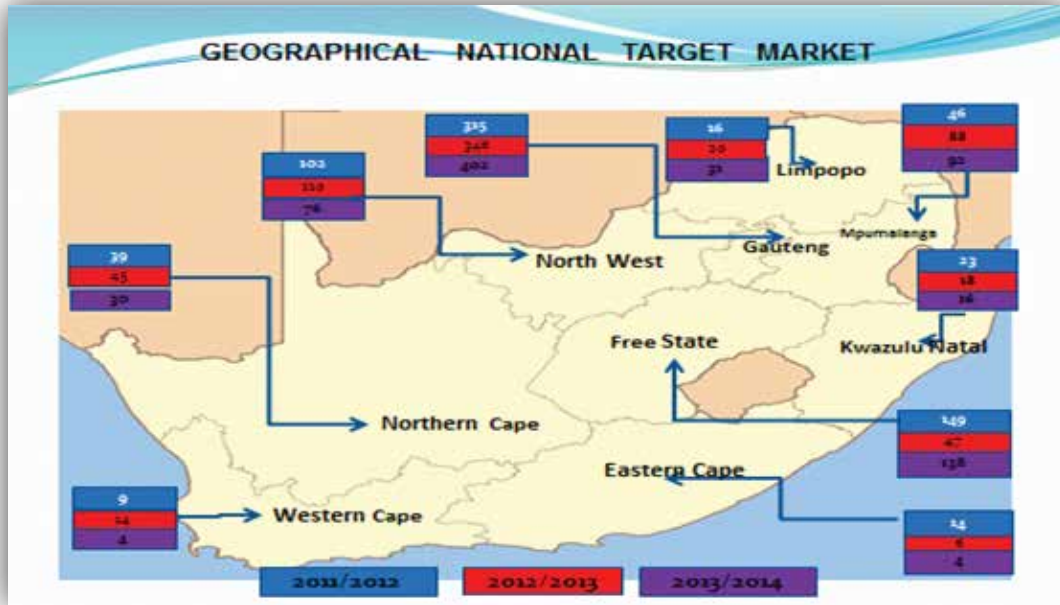 GEOGRAPHICAL NATIONAL TARGET MARKET
315
402
16
20
31
46
88
92
102
110
76
Limpopo
Mpumalanga
Gauteng
North West
39
45
30
23
18
16
Free State
Kwazulu Natal
Northern Cape
149
47
138
Eastern Cape
9
14
4
Western Cape
14
6
4
2011/2012
2012/2013
2013/2014